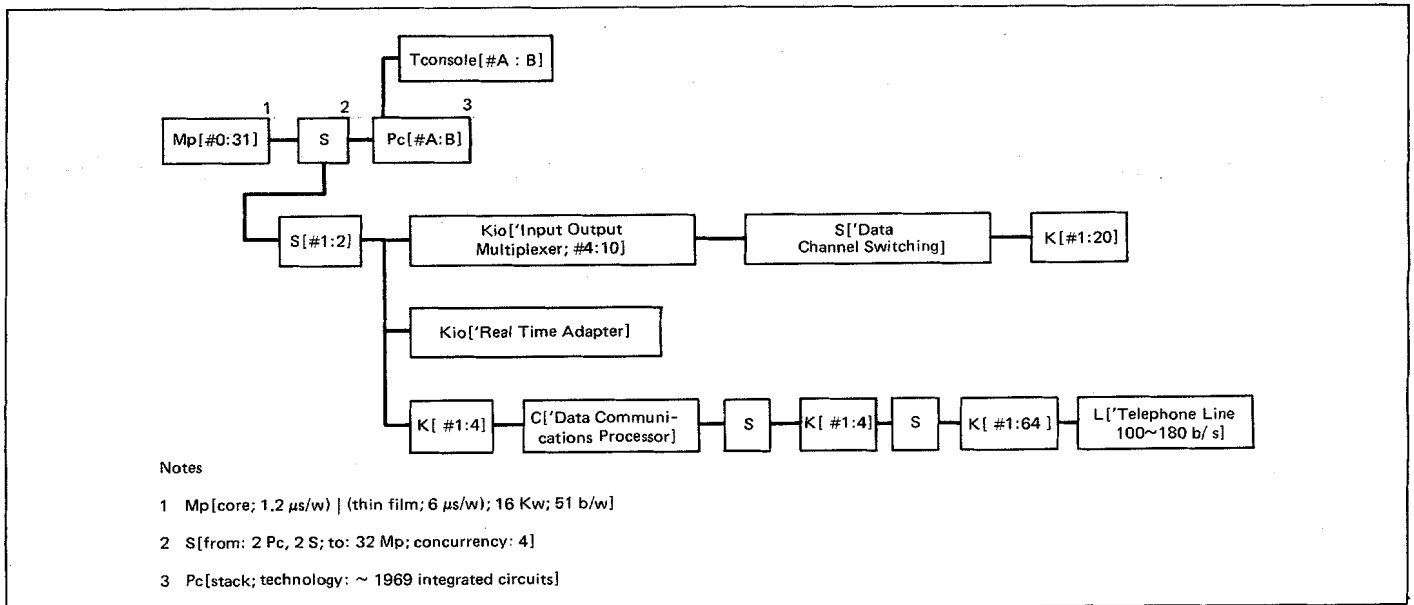 Tconsole[#A : B]
1
2
3
Mp[#0:31]
S
Pc[#A:B]
S[#1:2]
Kio['Input Output
Multiplexer; #4:10]
S['Data
Channel Switching]
K[#1:20]
Kio['Real Time Adapter]
K[ #1:4]
C['Data Communi-
cations Processor]
S
K[ #1:4]
S
K[ #1:64 ]
L['Telephone Line
100~180 b/ s]
Notes
1 Mp[core; 1.2 μs/w) | (thin film; 6 μs/w); 16 Kw; 51 b/w]
2 S[from: 2 Pc, 2 S; to: 32 Mp; concurrency: 4]
3 Pc[stack; technology: ~ 1969 integrated circuits]